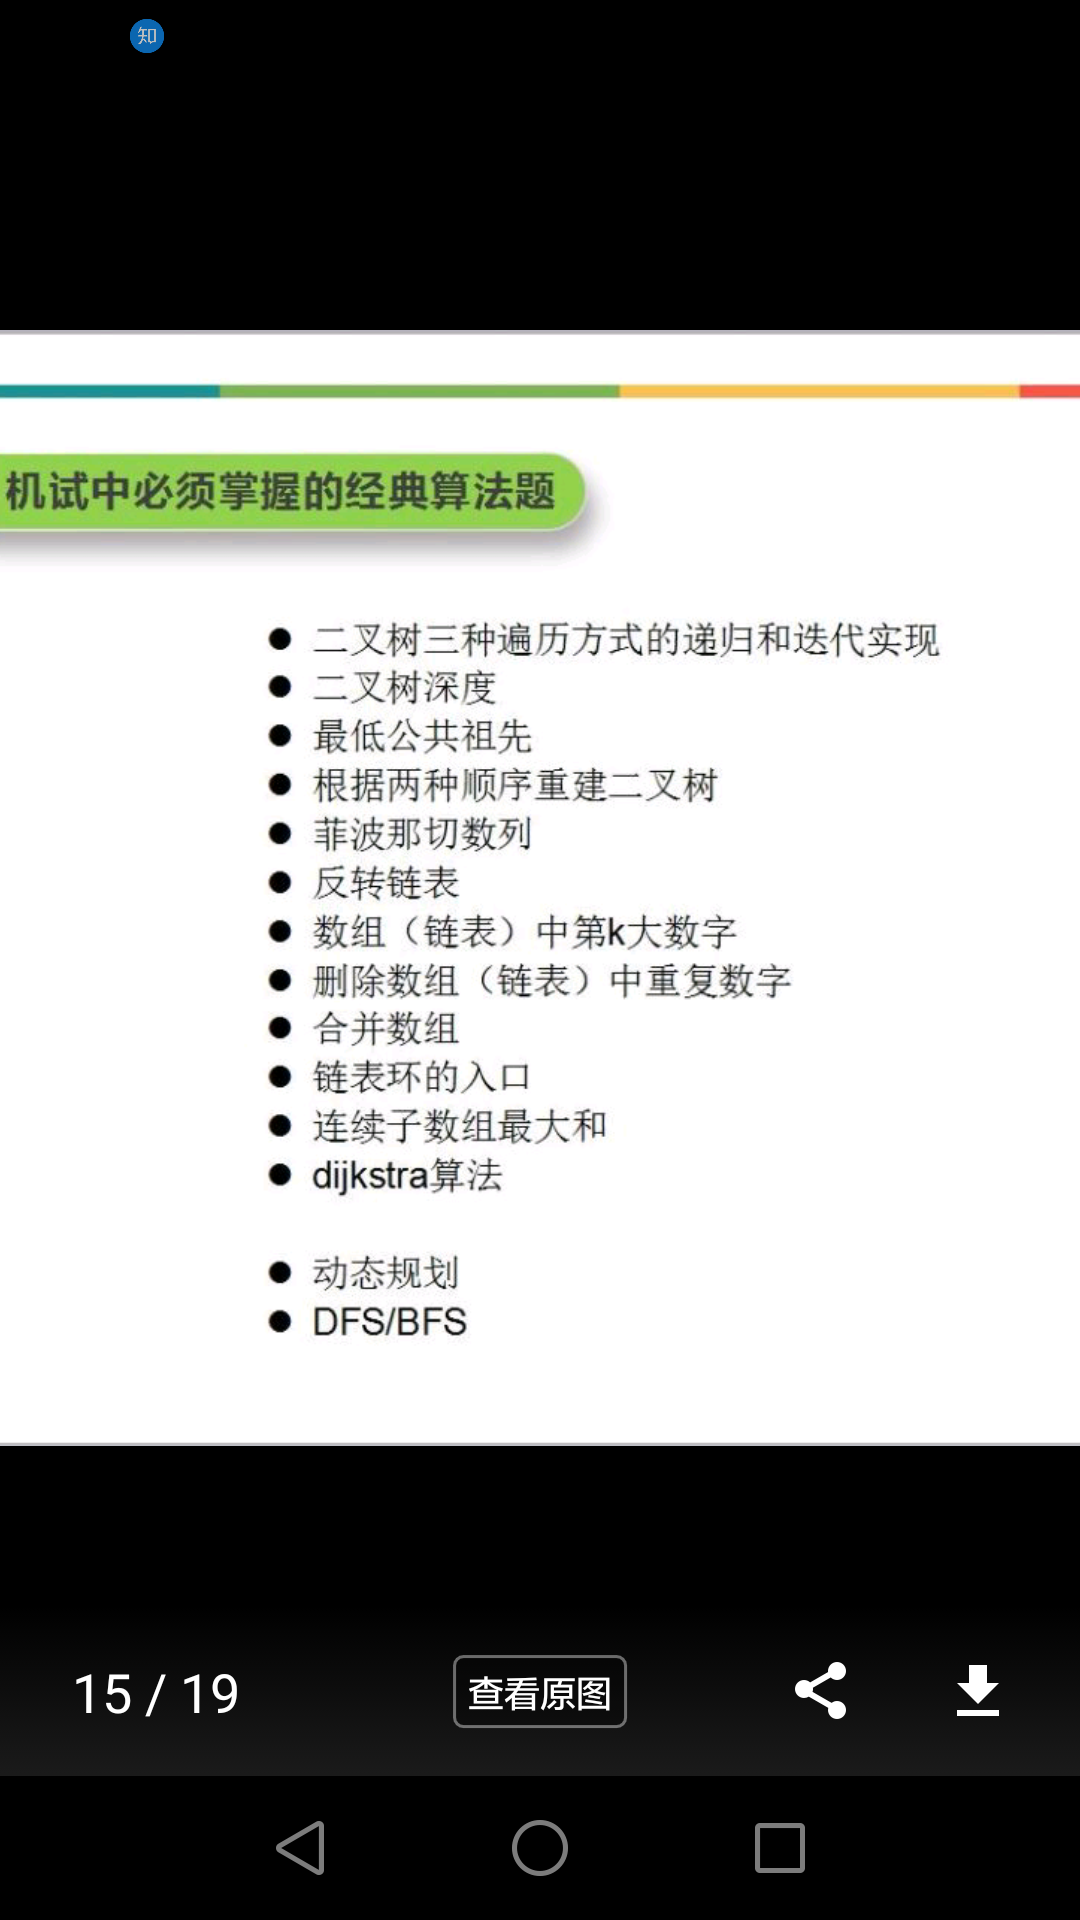 知
机试中必须掌握的经典算法题
● 二叉树三种遍历方式的递归和迭代实现
● 二叉树深度
● 最低公共祖先
● 根据两种顺序重建二叉树
● 菲波那切数列
● 反转链表
● 数组（链表）中第k大数字
● 删除数组（链表）中重复数字
● 合并数组
● 链表环的入口
● 连续子数组最大和
● dijkstra算法
● 动态规划
● DFS/BFS
15 / 19
查看原图